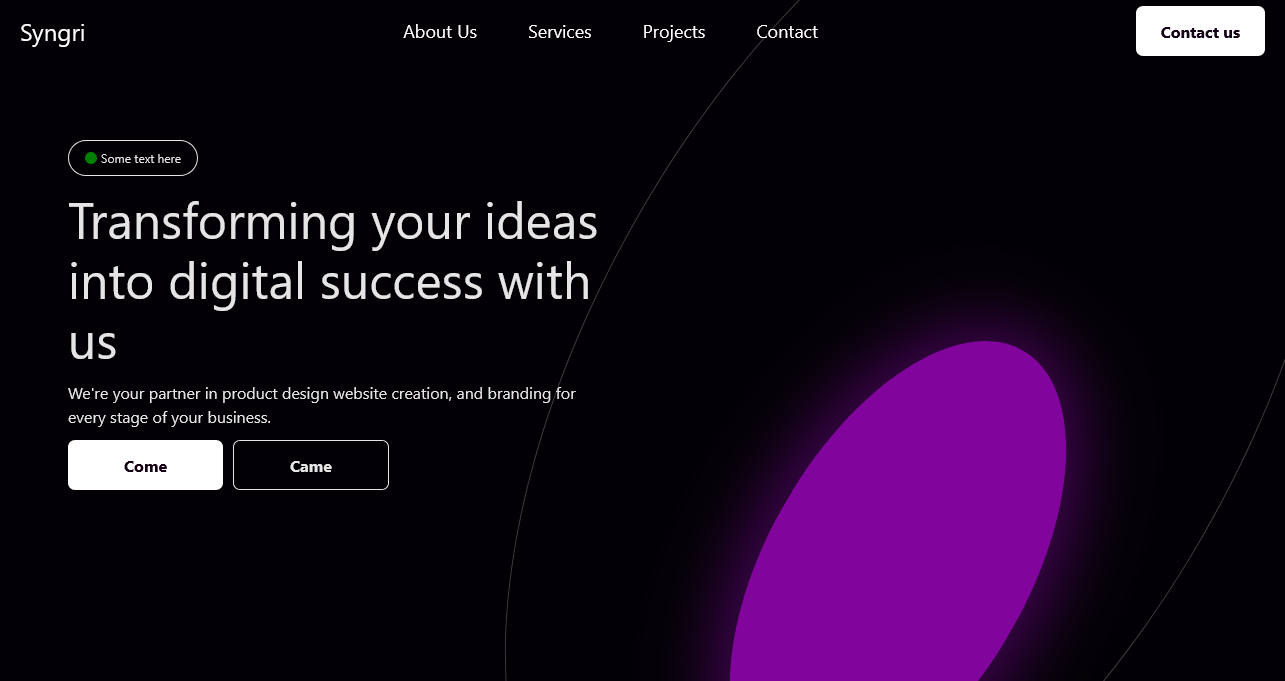 Syngri
About Us
Services
Projects
Contact
Contact us
Some text here
Transforming your ideas
into digital success with
us
We're your partner in product design website creation, and branding for
every stage of your business.
Come
Came